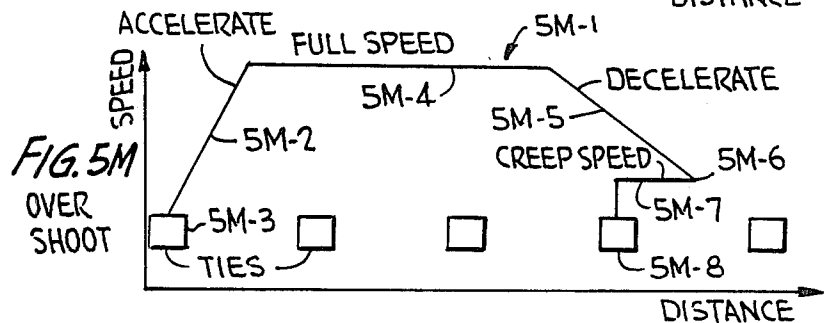 DISTANCE
ACCELERATE
FULL SPEED
5M-1
SPEED
5M-4
DECELERATE
5M-2
5M-5
FIG. 5M
CREEP SPEED
5M-6
OVER
SHOOT
5M-3
5M-7
TIES
5M-8
DISTANCE